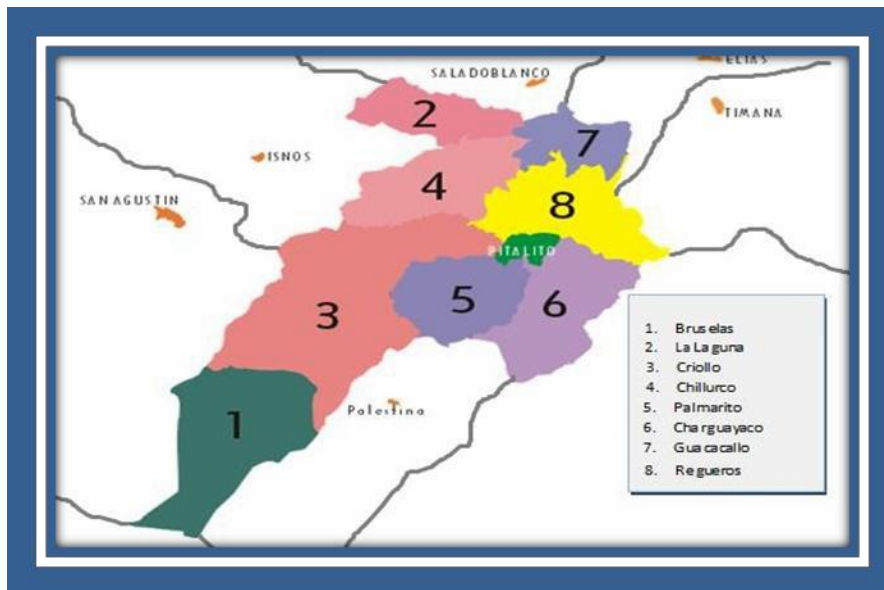 ELIAS
SALADOBLANCO
2
TIMANA
7
ISNOS
4
SAN AGUSTIN
8
PITALITO
3
5
6
1
Palestina
1. Bruselas
2. La Laguna
3. Criollo
4. Chillurco
5. Palmarito
6. Charguayaco
7. Guacacallo
8. Regueros